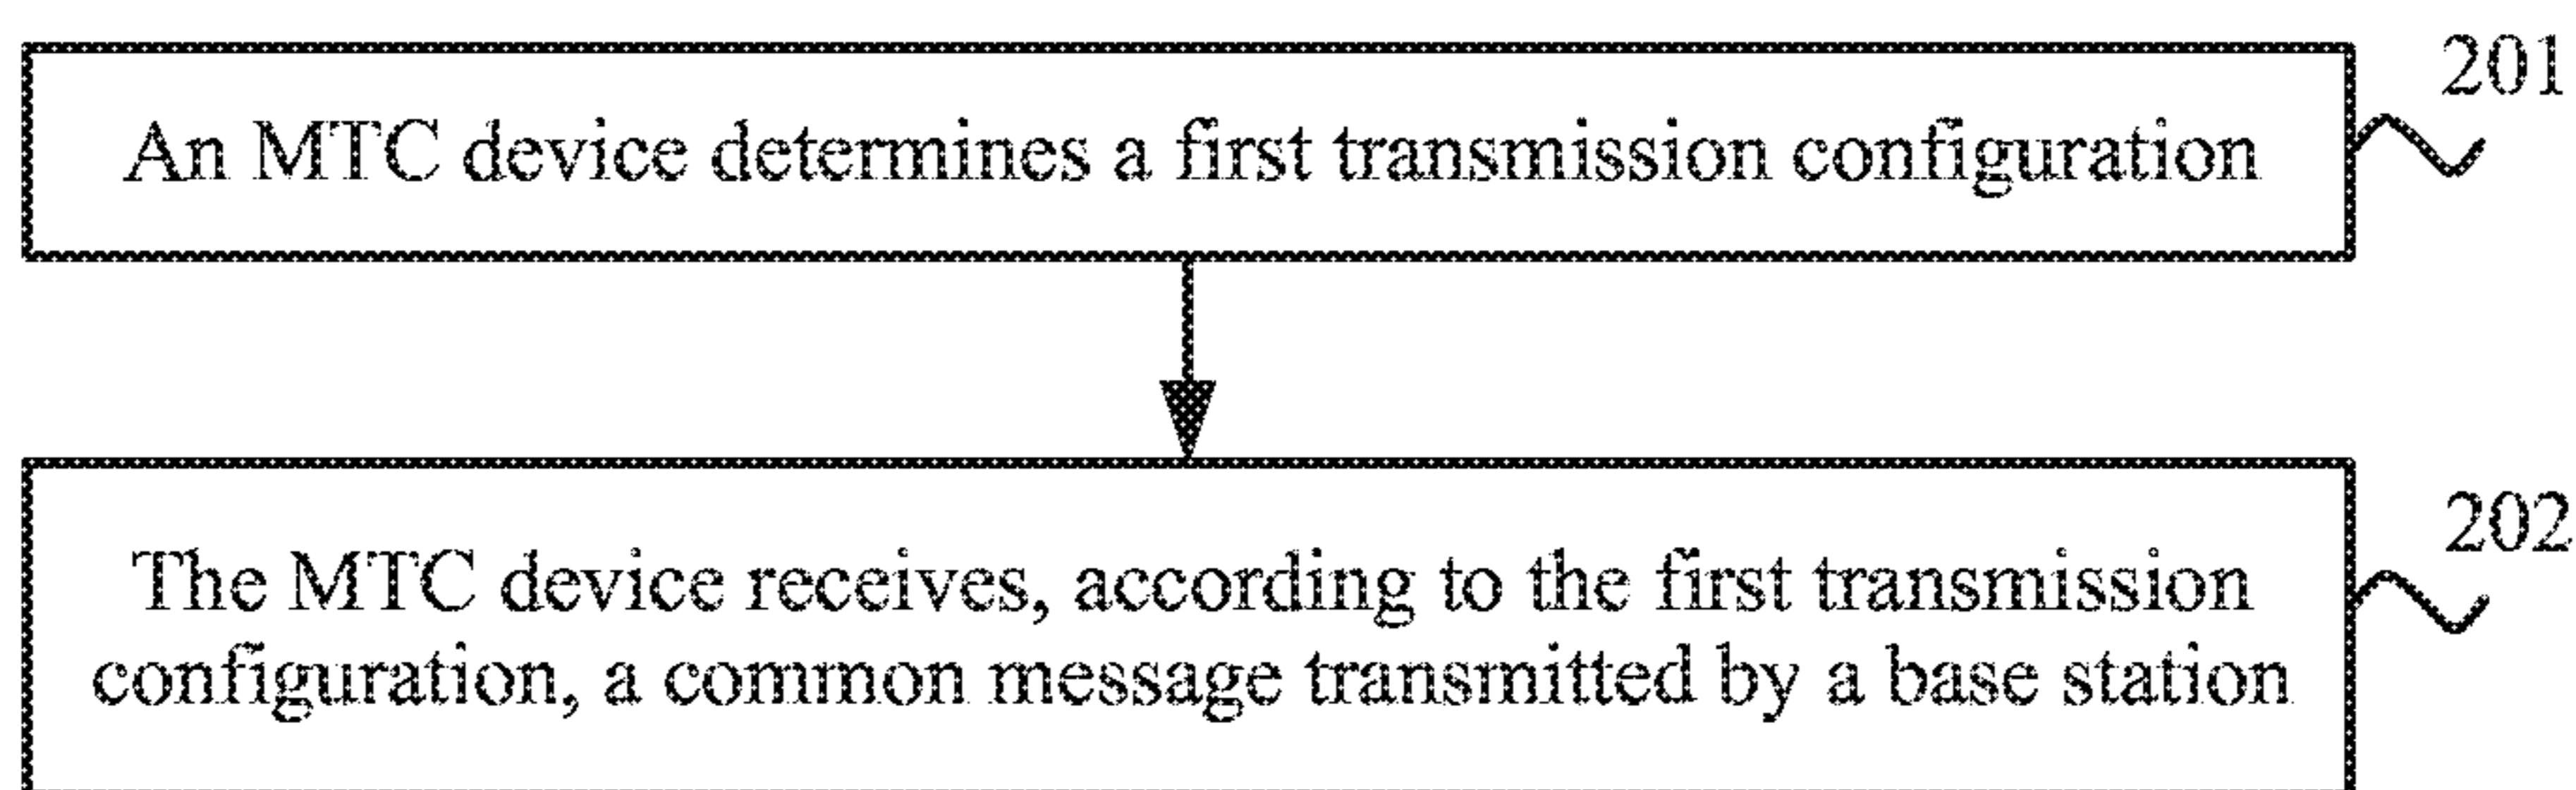 201
An MTC device determines a first transmission configuration
202
The MTC device receives, according to the first transmission
configuration, a common message transmitted by a base station